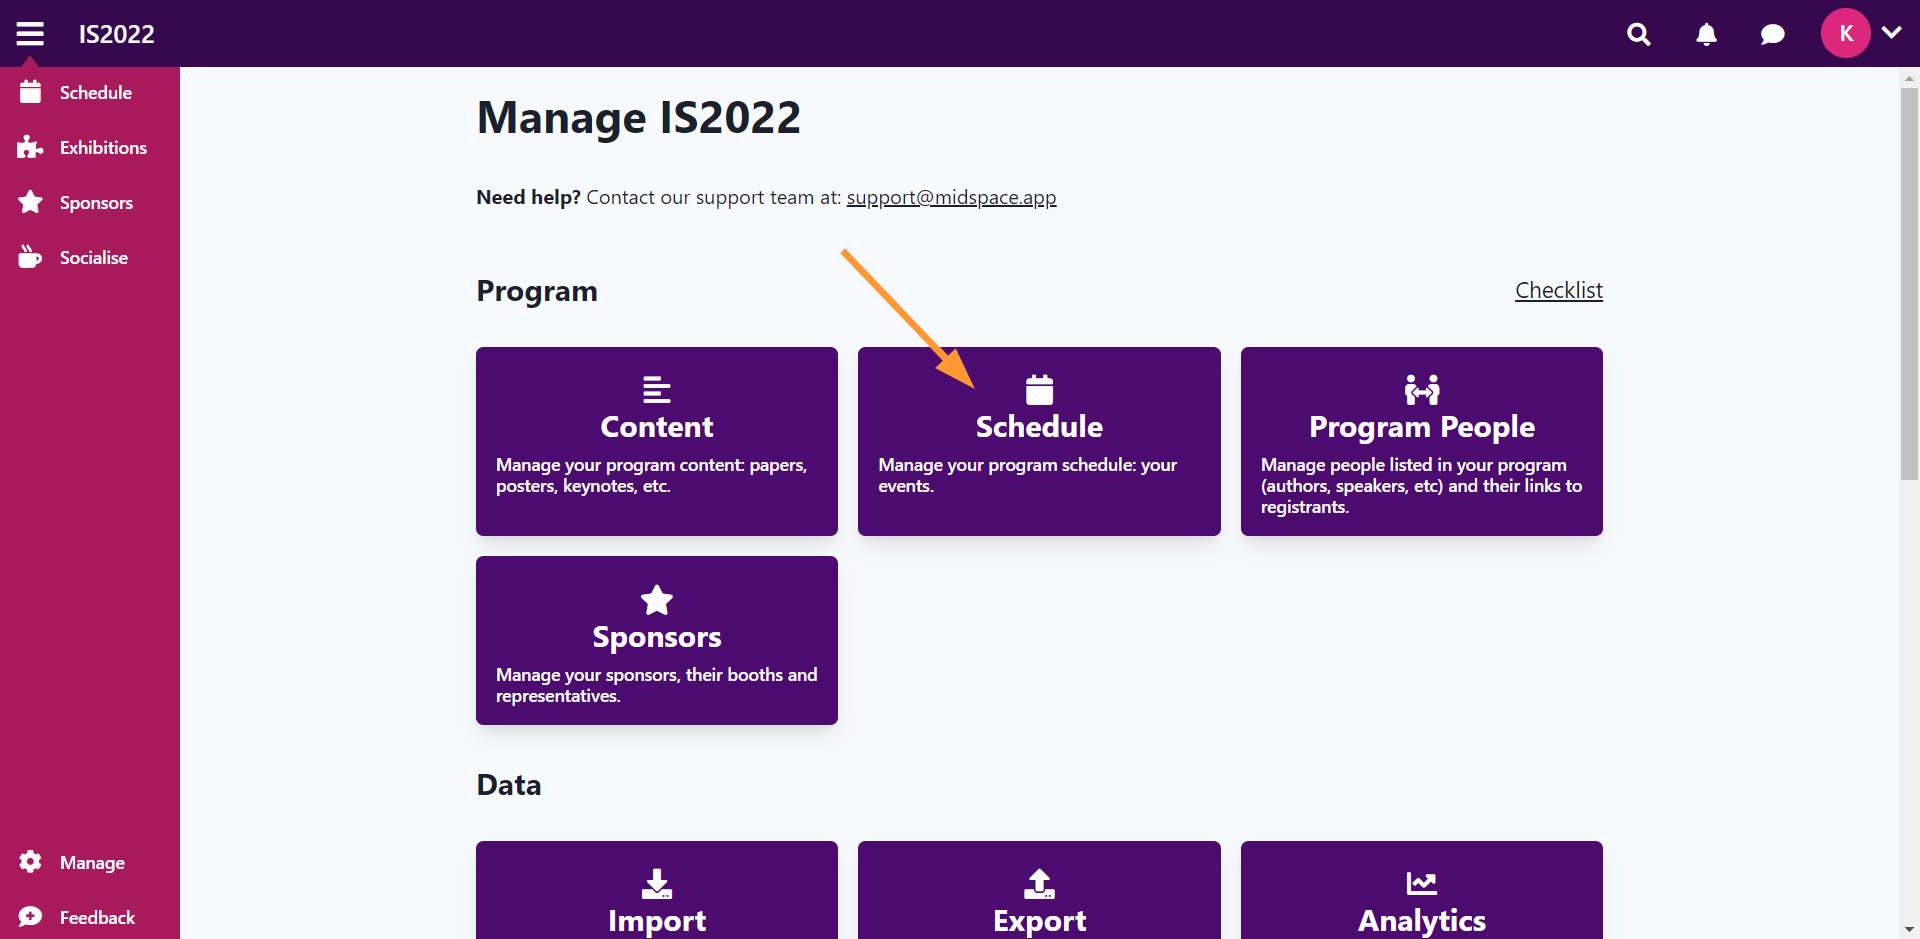 IS2022
K
Schedule
Exhibitions
Sponsors
Socialise
Manage
Feedback
Manage IS2022
Need help? Contact our support team at: support@midspace.app
Program
Checklist
Content
Manage your program content: papers,
posters, keynotes, etc.
Schedule
Manage your program schedule: your
events.
Program People
Manage people listed in your program
(authors, speakers, etc) and their links to
registrants.
Sponsors
Manage your sponsors, their booths and
representatives.
Data
Import
Export
Analytics